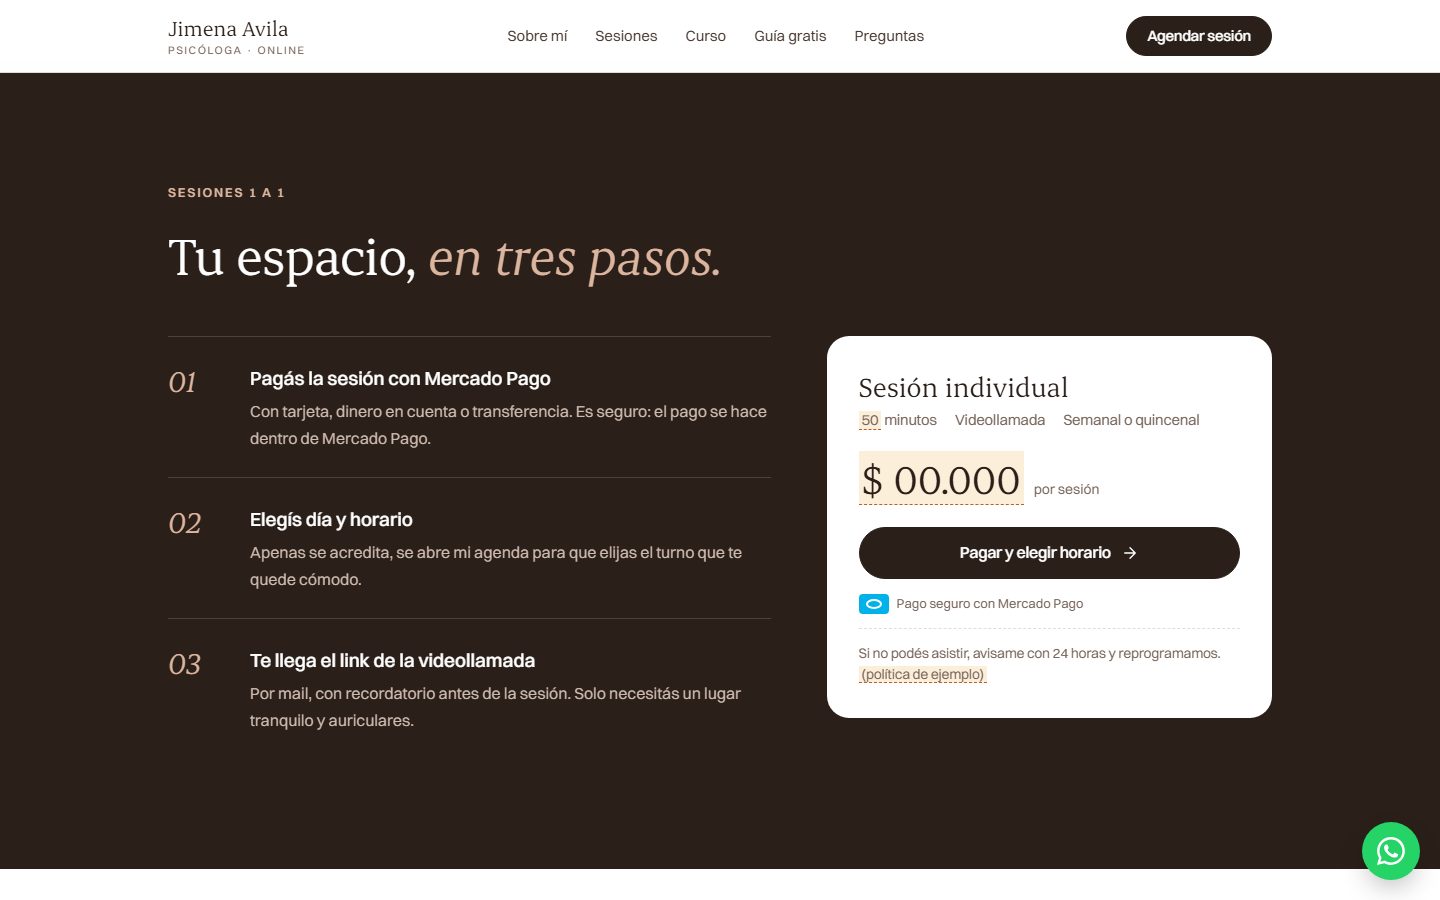 Jimena Avila
PSICÓLOGA · ONLINE
Sobre mí
Sesiones
Curso
Guía gratis
Preguntas
Agendar sesión
SESIONES 1 A 1
Tu espacio, en tres pasos.
01
Pagás la sesión con Mercado Pago
Con tarjeta, dinero en cuenta o transferencia. Es seguro: el pago se hace
dentro de Mercado Pago.
02
Elegís día y horario
Apenas se acredita, se abre mi agenda para que elijas el turno que te
quede cómodo.
03
Te llega el link de la videollamada
Por mail, con recordatorio antes de la sesión. Solo necesitás un lugar
tranquilo y auriculares.
Sesión individual
50 minutos Videollamada Semanal o quincenal
$ 00.000 por sesión
Pagar y elegir horario →
Pago seguro con Mercado Pago
Si no podés asistir, avisame con 24 horas y reprogramamos.
(política de ejemplo)